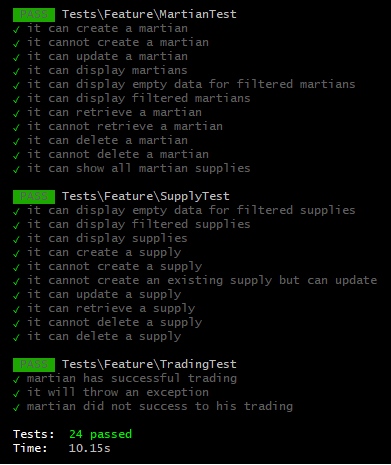 PASS Tests\Feature\MartianTest
✓ it can create a martian
✓ it cannot create a martian
✓ it can update a martian
✓ it can display martians
✓ it can display empty data for filtered martians
✓ it can display filtered martians
✓ it can retrieve a martian
✓ it cannot retrieve a martian
✓ it can delete a martian
✓ it cannot delete a martian
✓ it can show all martian supplies
PASS Tests\Feature\SupplyTest
✓ it can display empty data for filtered supplies
✓ it can display filtered supplies
✓ it can display supplies
✓ it can create a supply
✓ it cannot create a supply
✓ it cannot create an existing supply but can update
✓ it can update a supply
✓ it can retrieve a supply
✓ it cannot delete a supply
✓ it can delete a supply
PASS Tests\Feature\TradingTest
✓ martian has successful trading
✓ it will throw an exception
✓ martian did not success to his trading
Tests: 24 passed
Time: 10.15s